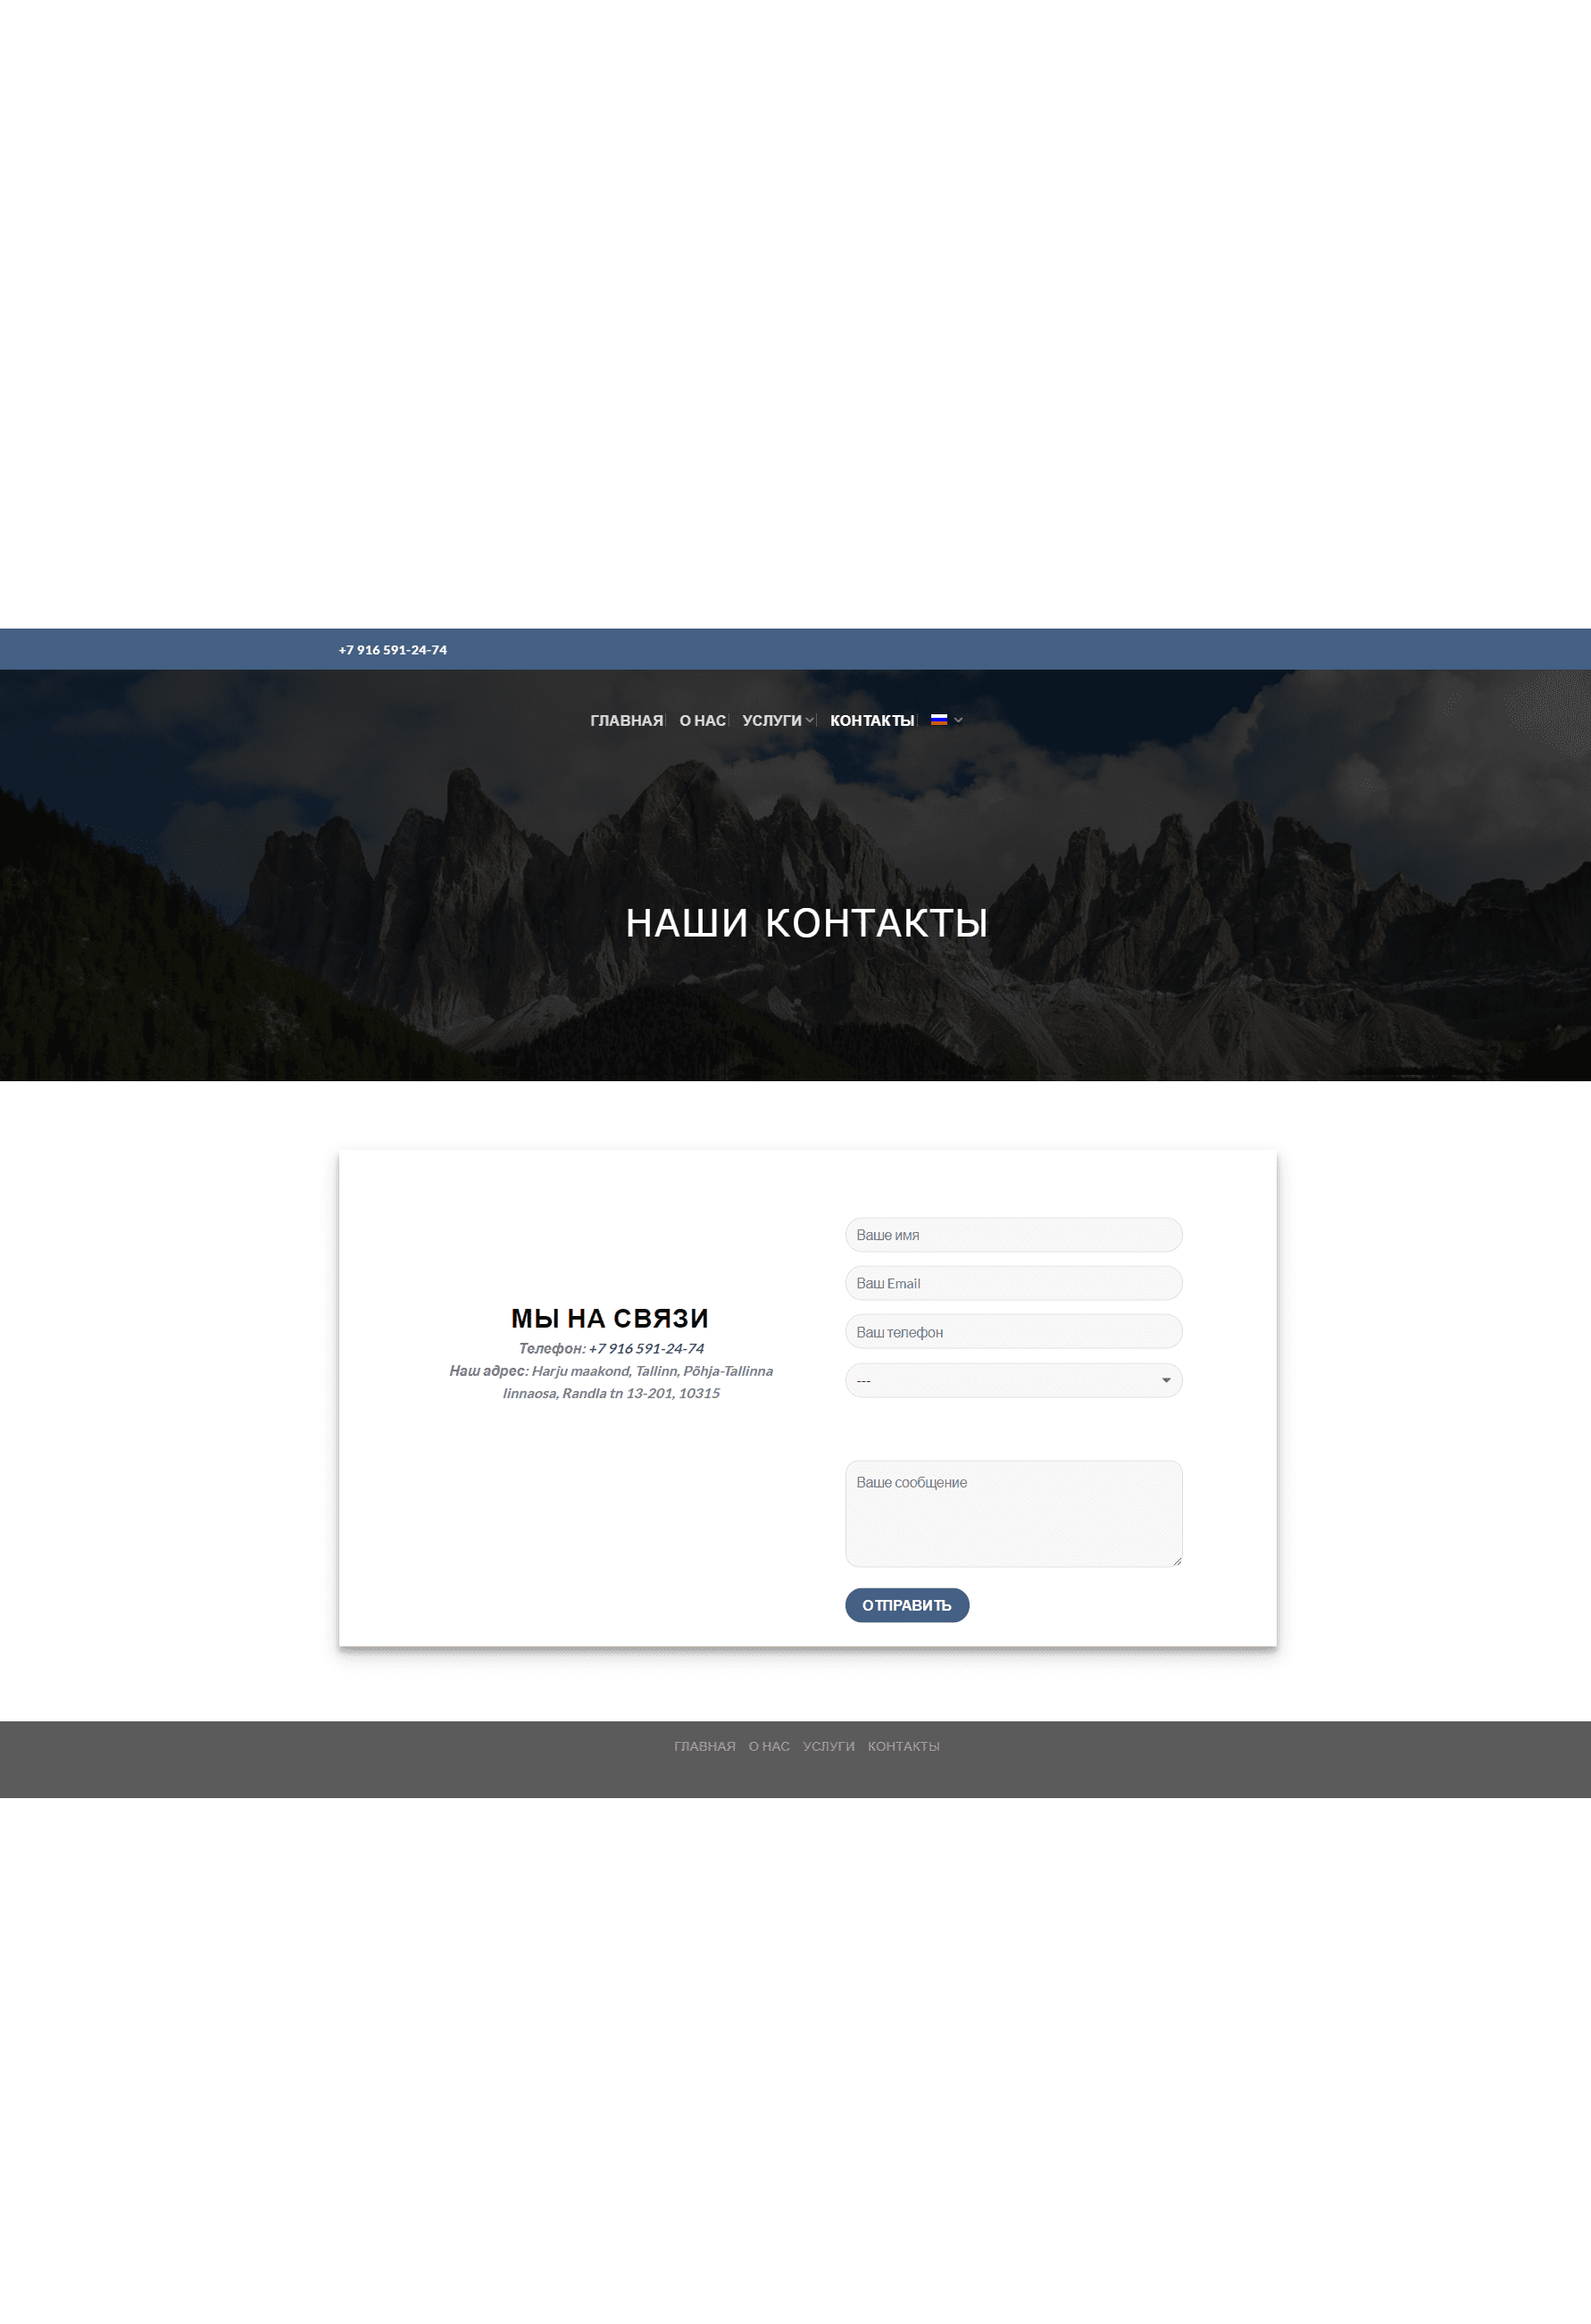 +7 916 591-24-74
ГЛАВНАЯ О НАС УСЛУГИ КОНТАКТЫ
НАШИ КОНТАКТЫ
МЫ НА СВЯЗИ
Телефон: +7 916 591-24-74
Наш адрес: Harju maakond, Tallinn, Põhja-Tallinna
linnaosa, Randla tn 13-201, 10315
Ваше имя
Ваш Email
Ваш телефон
---
Ваше сообщение
ОТПРАВИТЬ
ГЛАВНАЯ О НАС УСЛУГИ КОНТАКТЫ